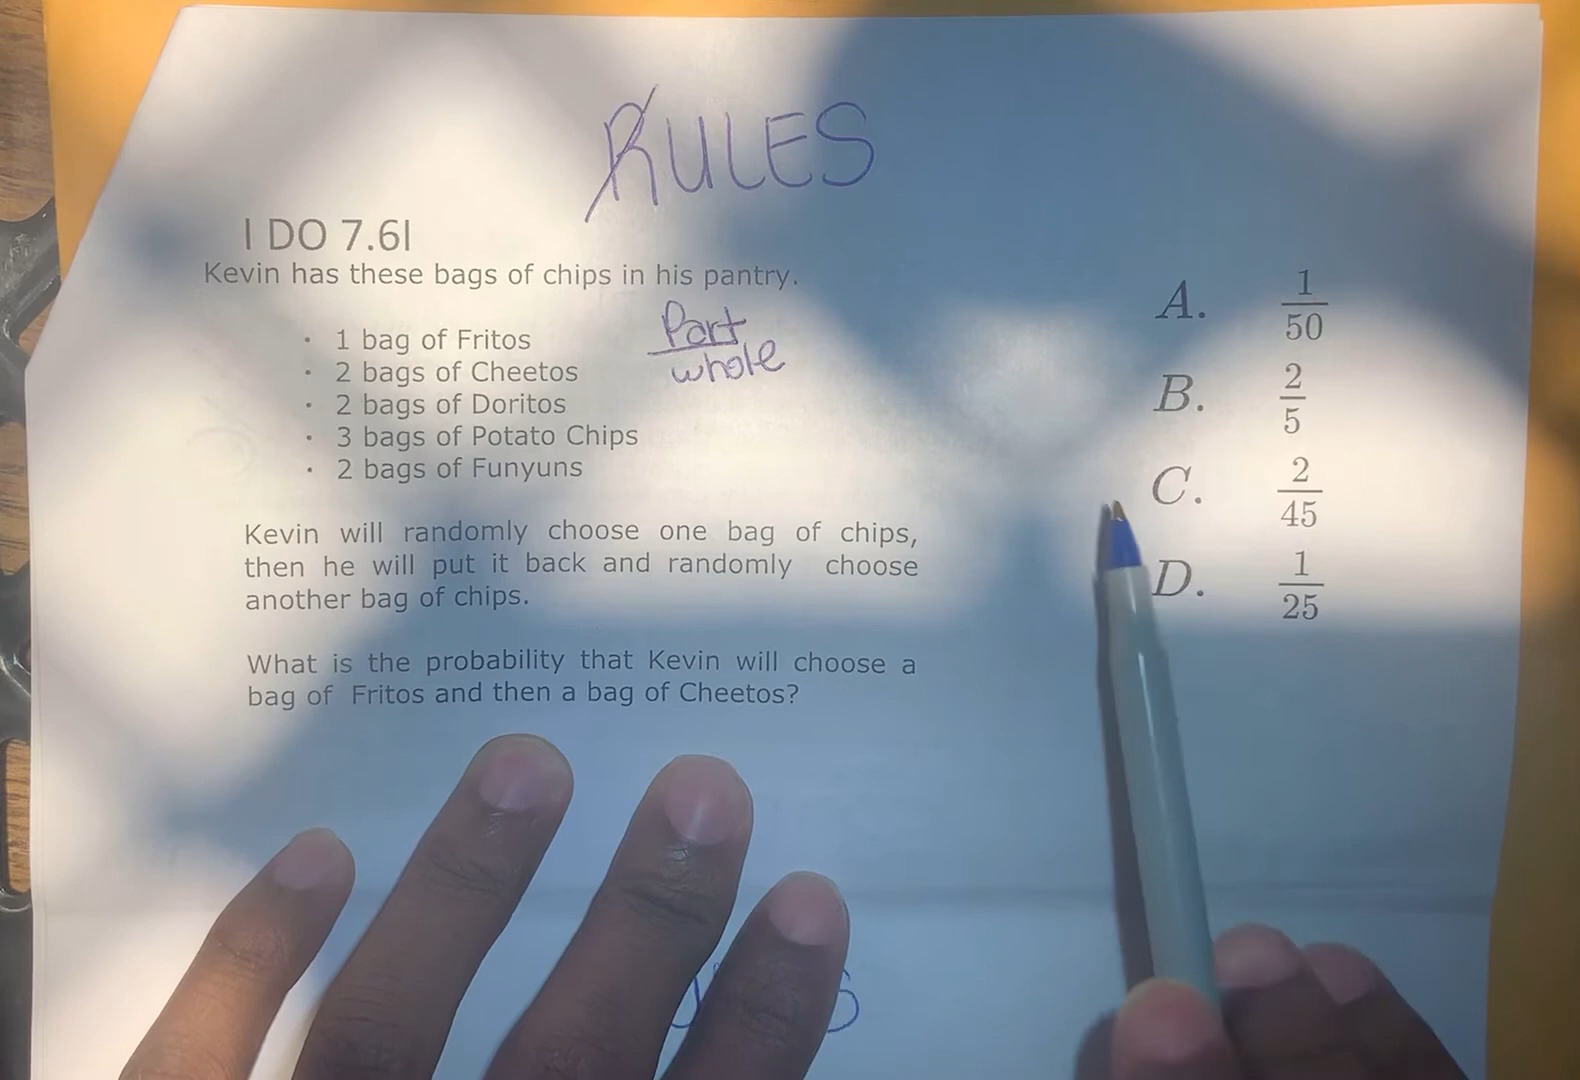 RULES
I DO 7.6I
Kevin has these bags of chips in his pantry.
· 1 bag of Fritos
· 2 bags of Cheetos
· 2 bags of Doritos
· 3 bags of Potato Chips
· 2 bags of Funyuns
Part
whole
Kevin will randomly choose one bag of chips,
then he will put it back and randomly choose
another bag of chips.
What is the probability that Kevin will choose a
bag of Fritos and then a bag of Cheetos?
A. 1/50
B. 2/5
C. 2/45
D. 1/25